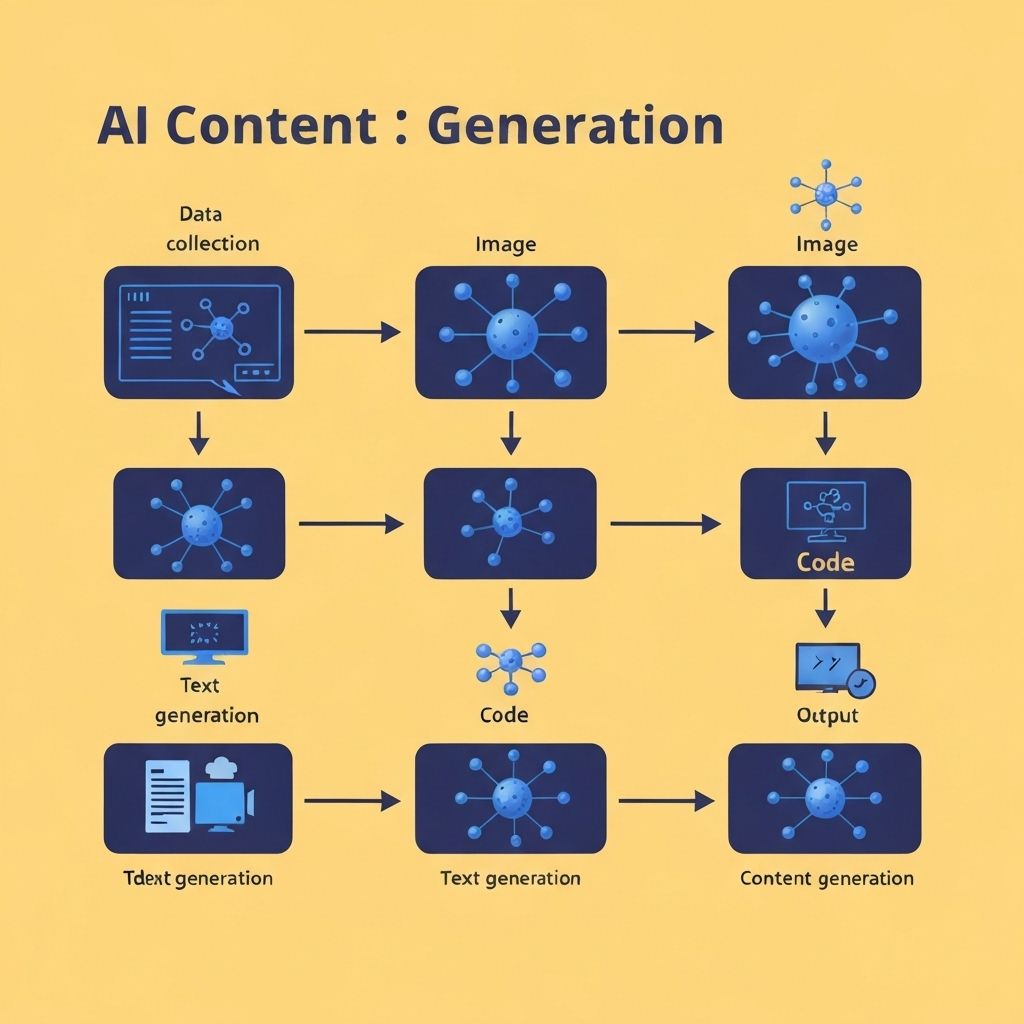 AI Content : Generation
Data
collection
Image
Image
Code
Text
generation
Code
Output
Tdext generation
Text generation
Content generation